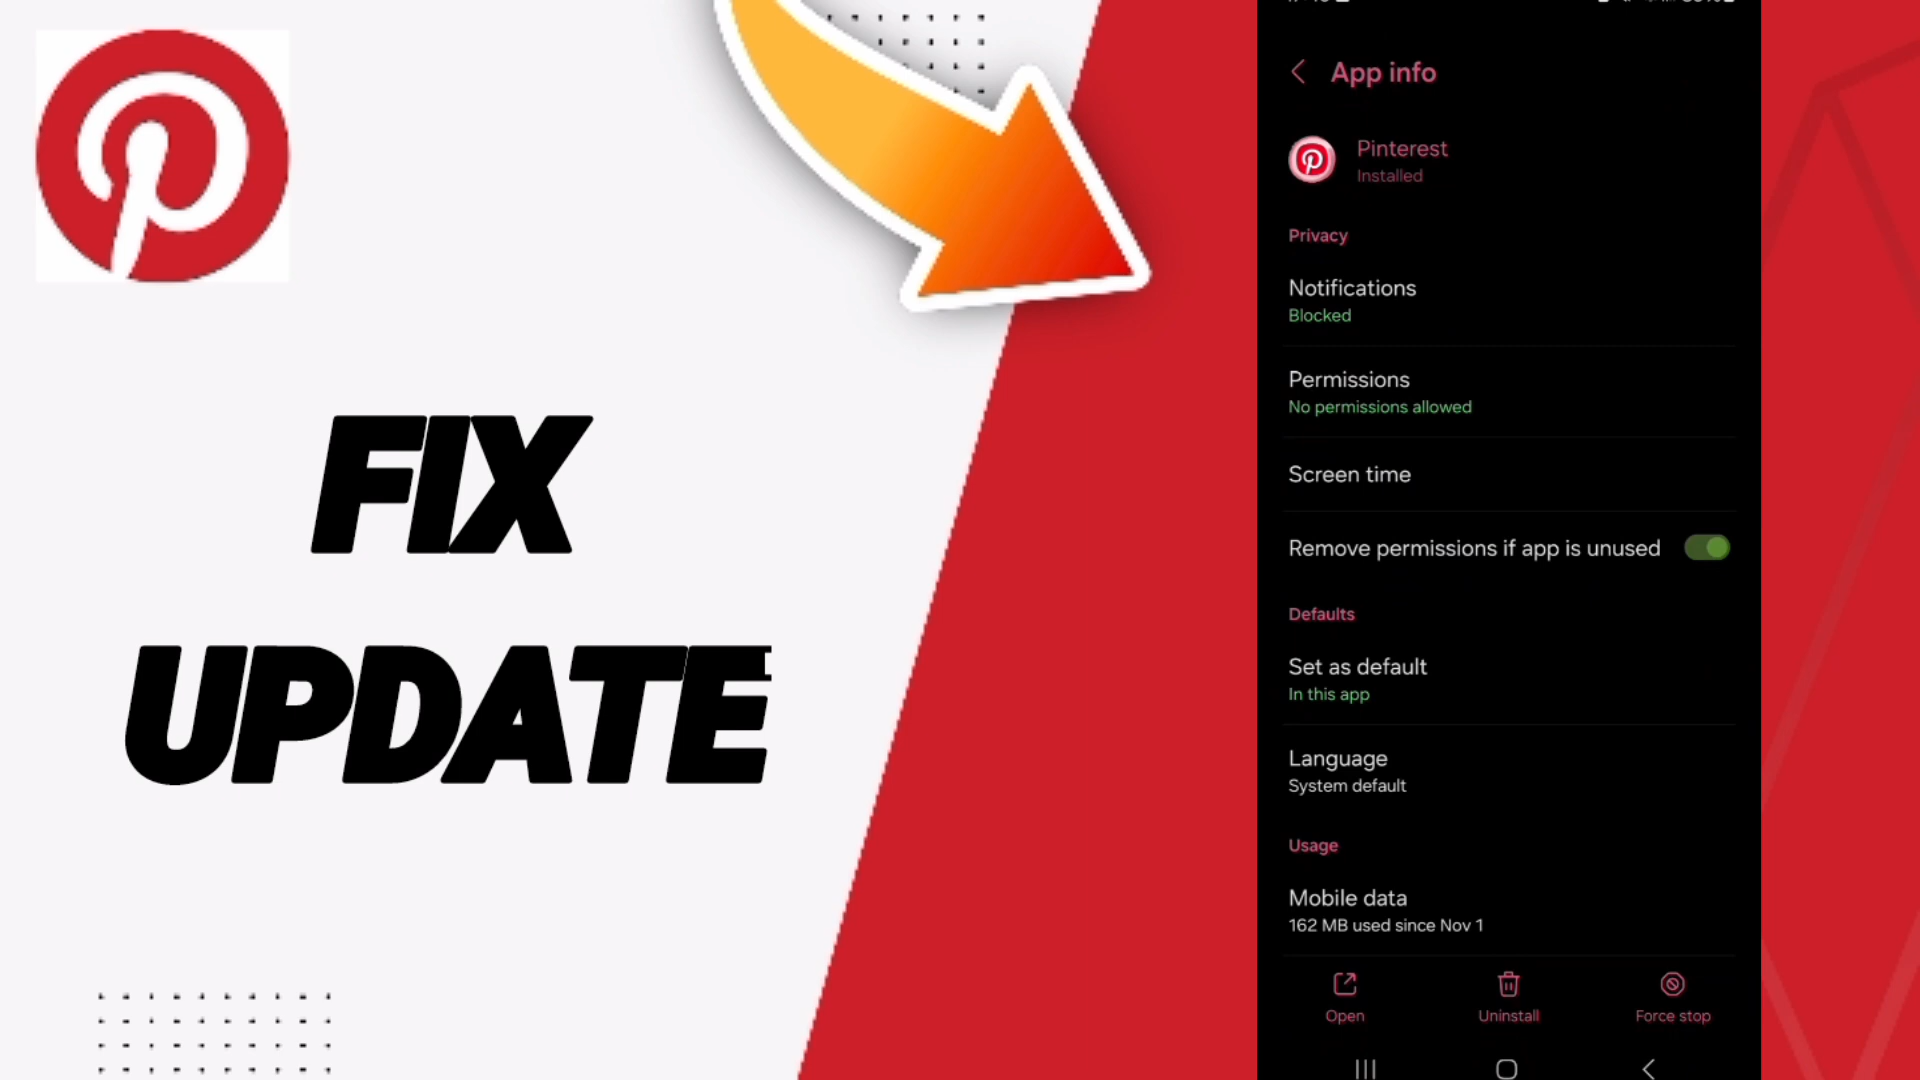 FIX
UPDATE
App info
Pinterest
Installed
Privacy
Notifications
Blocked
Permissions
No permissions allowed
Screen time
Remove permissions if app is unused
Defaults
Set as default
In this app
Language
System default
Usage
Mobile data
162 MB used since Nov 1
Open
Uninstall
Force stop